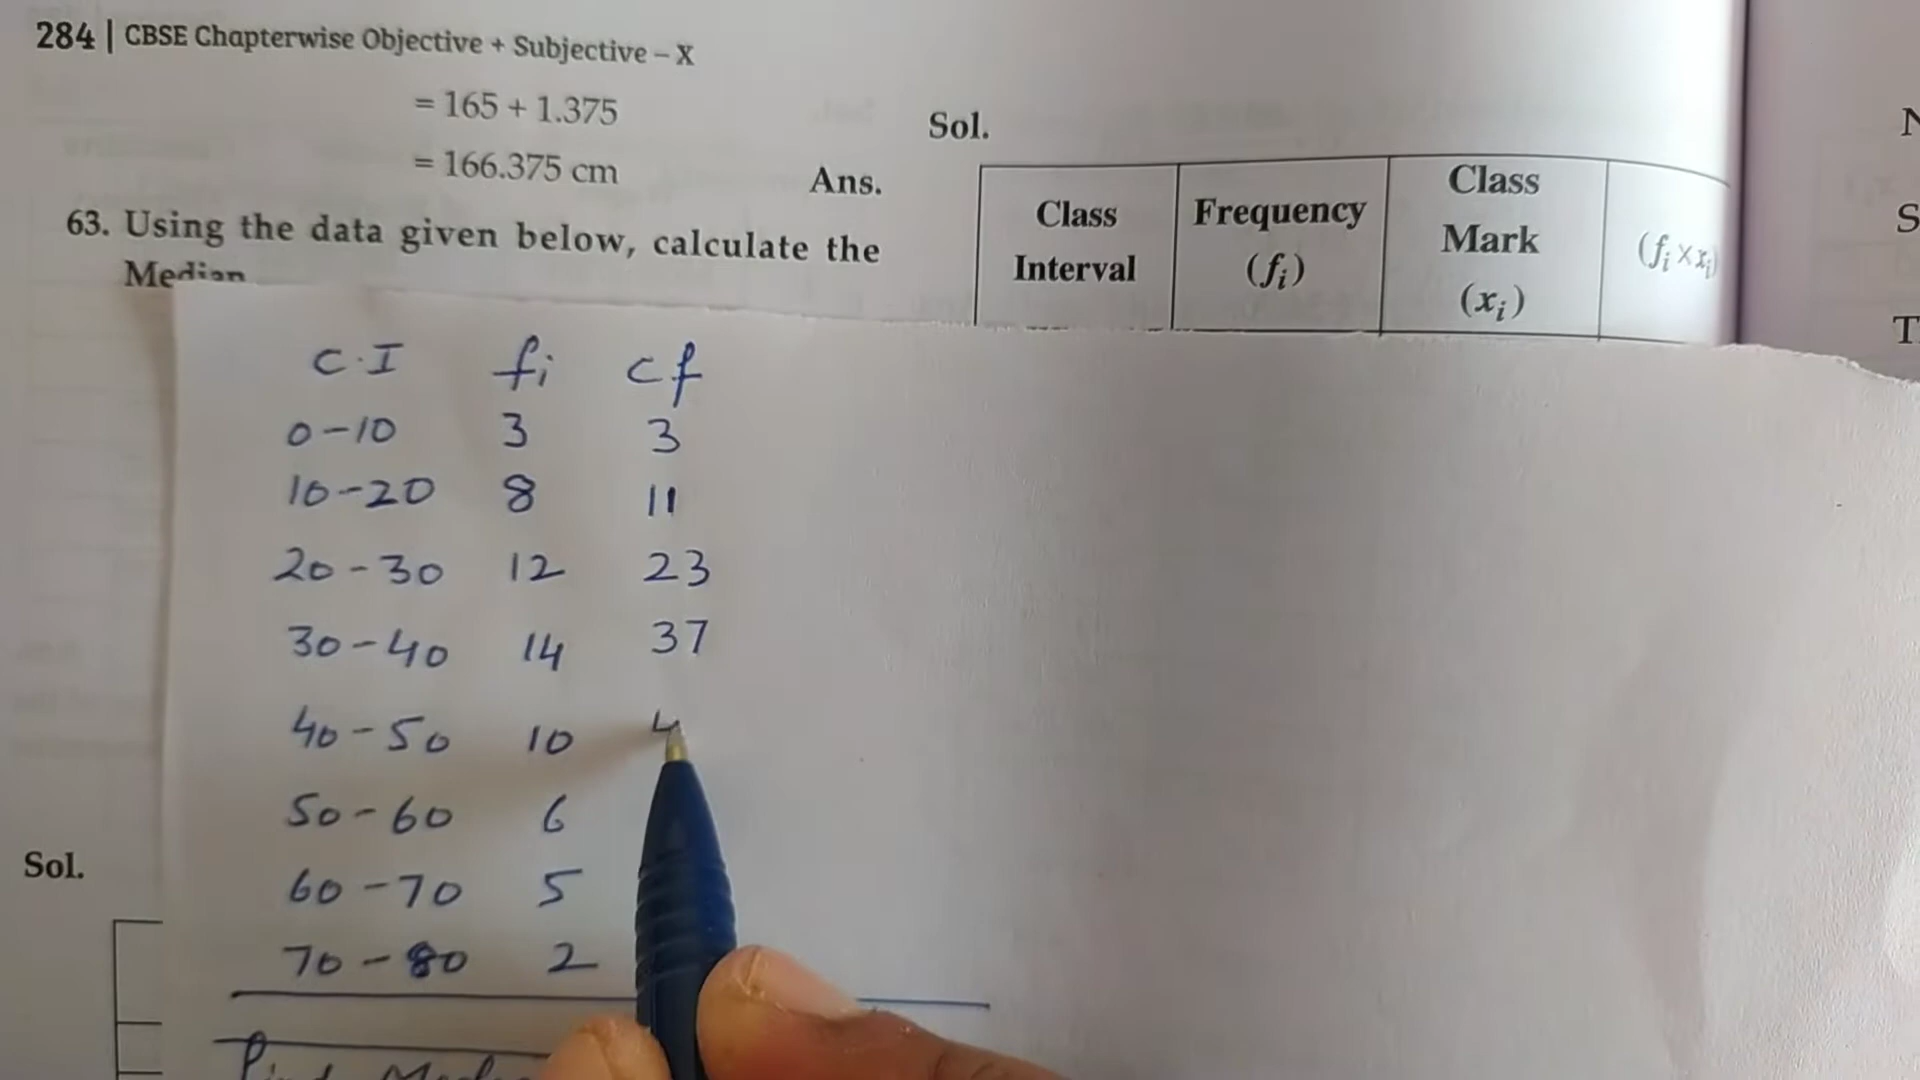 284 | CBSE Chapterwise Objective + Subjective – X
= 165 + 1.375
= 166.375 cm Ans.
63. Using the data given below, calculate the
Median
C.I fi cf
0-10 3 3
10-20 8 11
20-30 12 23
30-40 14 37
40-50 10 4
50-60 6
60-70 5
70-80 2
Find
Sol.
Sol.
Class Interval Frequency (fi) Class Mark (xi) (fi × xi)
N
S
T